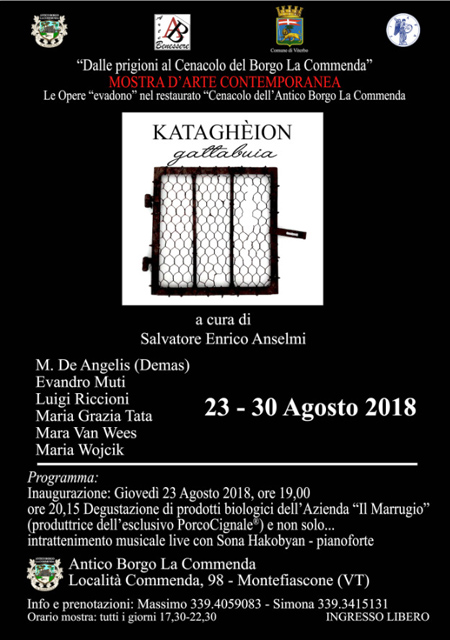 Arte
Benessere
Comune di Viterbo
“Dalle prigioni al Cenacolo del Borgo La Commenda”
MOSTRA D’ARTE CONTEMPORANEA
Le Opere “evadono” nel restaurato “Cenacolo dell’Antico Borgo La Commenda
KATAGHÈION
gattabuia
a cura di
Salvatore Enrico Anselmi
M. De Angelis (Demas)
Evandro Muti
Luigi Riccioni
Maria Grazia Tata
Mara Van Wees
Maria Wojcik
23 - 30 Agosto 2018
Programma:
Inaugurazione: Giovedì 23 Agosto 2018, ore 19,00
ore 20,15 Degustazione di prodotti biologici dell’Azienda “Il Marrugio”
(produttrice dell’esclusivo PorcoCignale®) e non solo...
intrattenimento musicale live con Sona Hakobyan - pianoforte
Antico Borgo La Commenda
Località Commenda, 98 - Montefiascone (VT)
Info e prenotazioni: Massimo 339.4059083 - Simona 339.3415131
Orario mostra: tutti i giorni 17,30-22,30 INGRESSO LIBERO